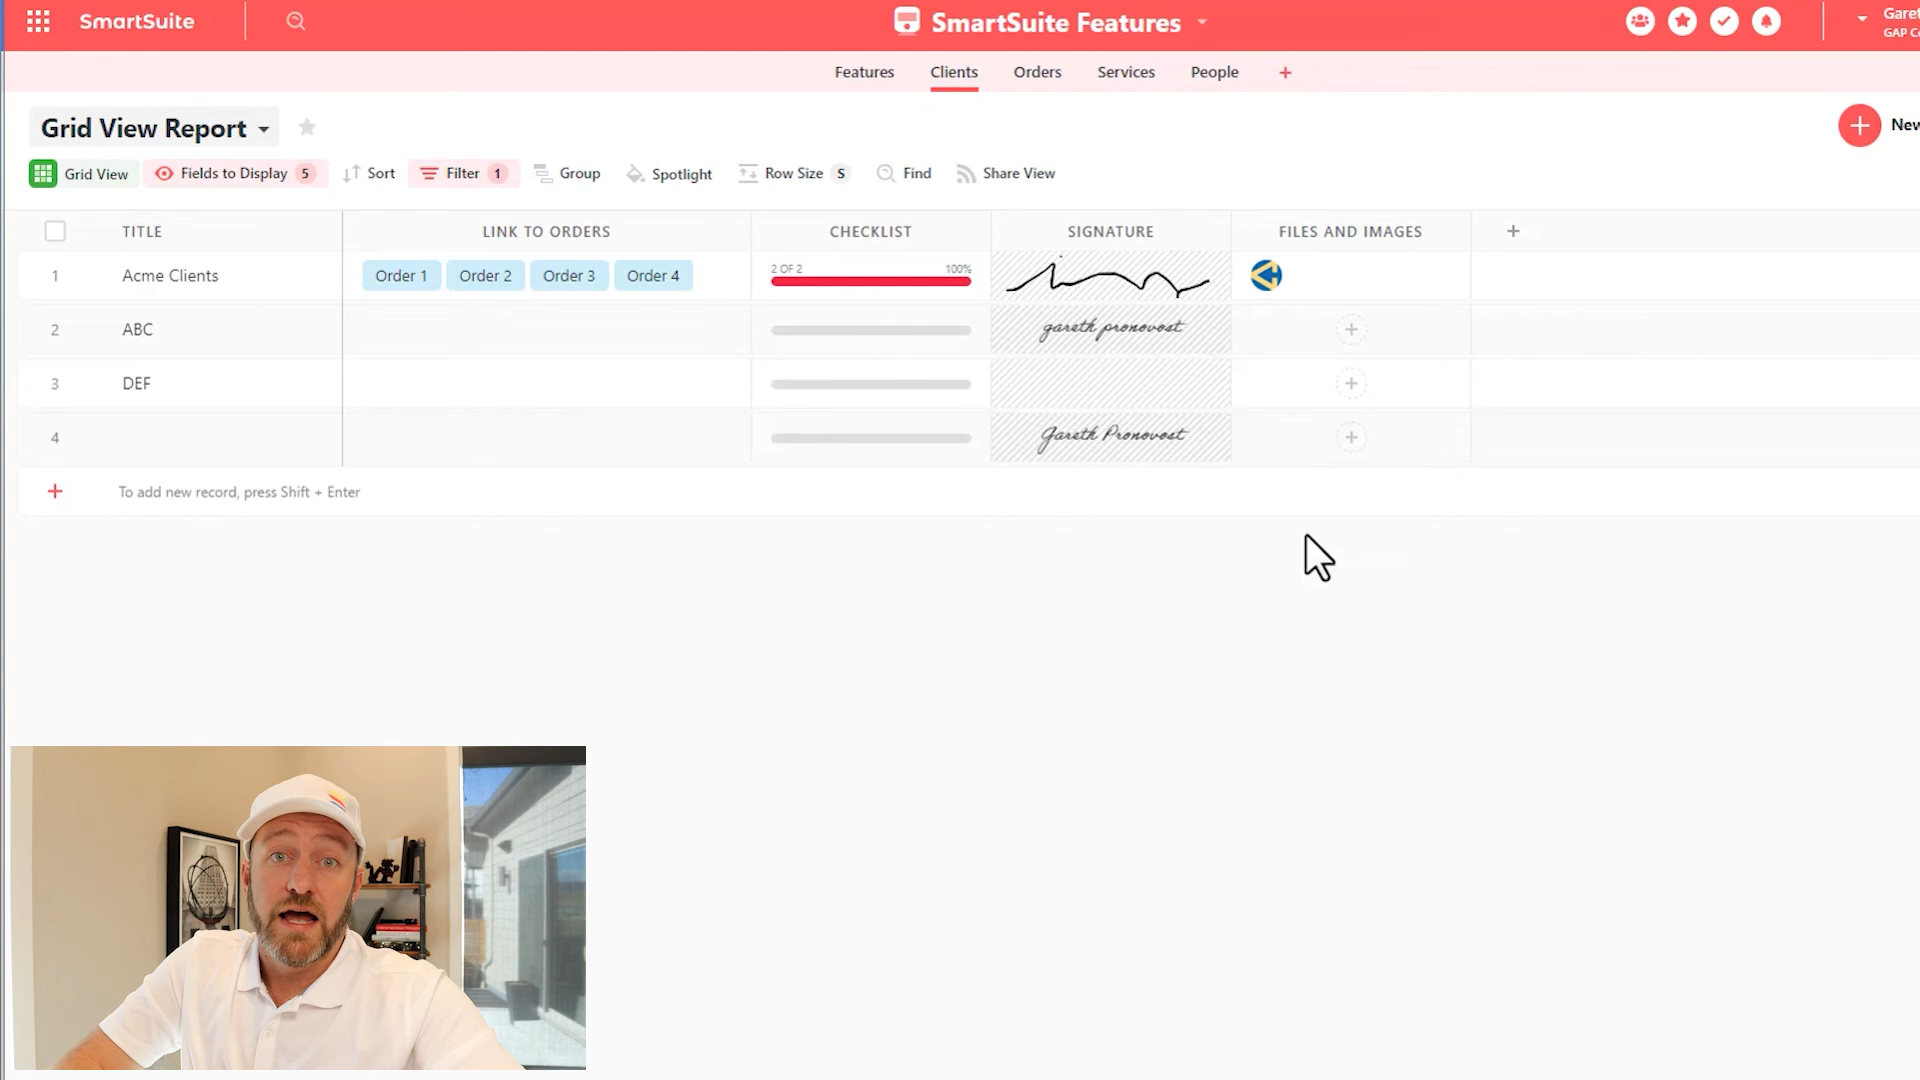 SmartSuite
SmartSuite Features
Garet
GAP Co
Features Clients Orders Services People
Grid View Report
New
Grid View Fields to Display 5 Sort Filter 1 Group Spotlight Row Size S Find Share View
TITLE LINK TO ORDERS CHECKLIST SIGNATURE FILES AND IMAGES
1 Acme Clients Order 1 Order 2 Order 3 Order 4 2 OF 2 100%
2 ABC gareth pronovost
3 DEF
4 Gareth Pronovost
To add new record, press Shift + Enter